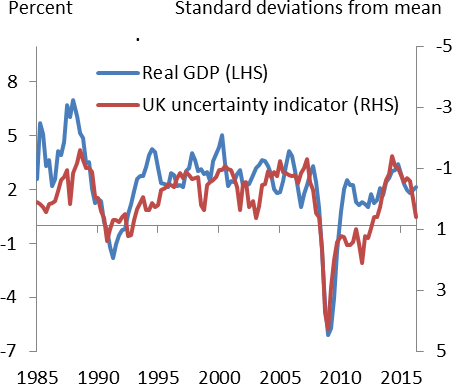 Percent
Standard deviations from mean
Real GDP (LHS)
UK uncertainty indicator (RHS)
8
5
2
-1
-4
-7
-5
-3
-1
1
3
5
1985 1990 1995 2000 2005 2010 2015